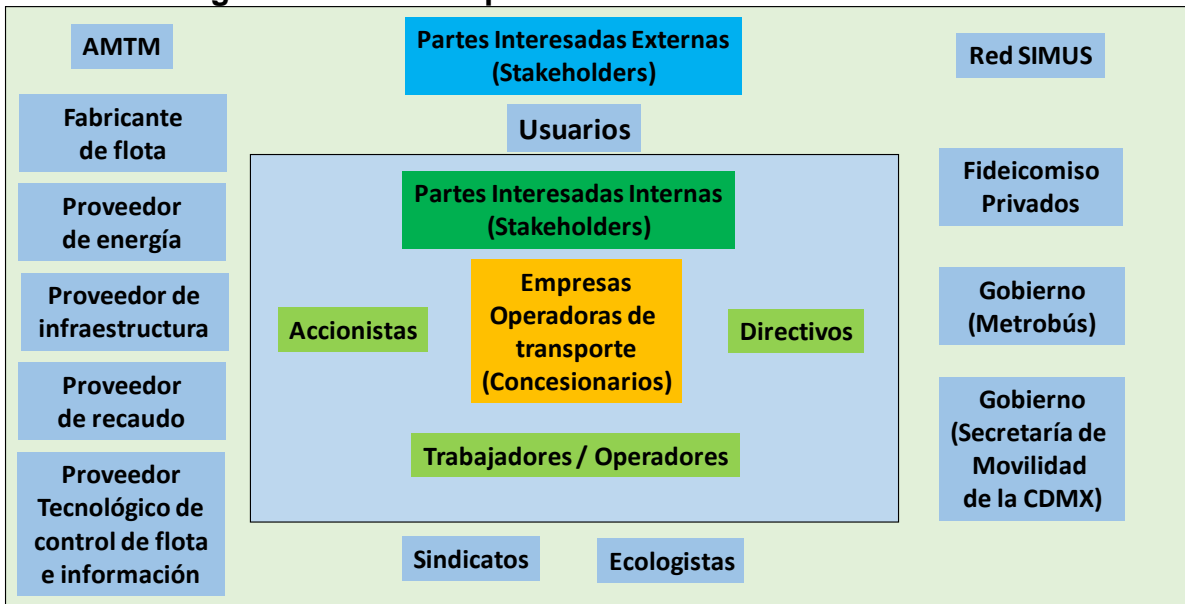 AMTM
Partes Interesadas Externas
(Stakeholders)
Red SIMUS
Fabricante
de flota
Usuarios
Proveedor
de energía
Proveedor de
infraestructura
Proveedor
de recaudo
Proveedor
Tecnológico de
control de flota
e información
Partes Interesadas Internas
(Stakeholders)
Empresas
Operadoras de
transporte
(Concesionarios)
Accionistas
Directivos
Trabajadores / Operadores
Fideicomiso
Privados
Gobierno
(Metrobús)
Gobierno
(Secretaría de
Movilidad
de la CDMX)
Sindicatos
Ecologistas